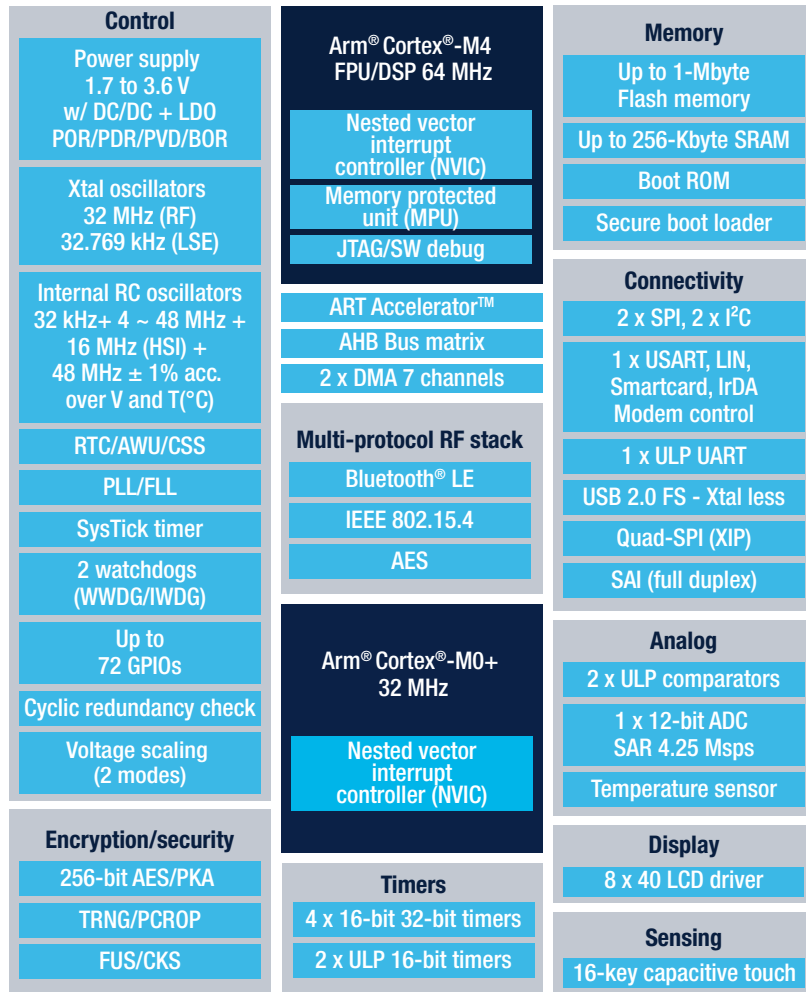 Control
Power supply
1.7 to 3.6 V
w/ DC/DC + LDO
POR/PDR/PVD/BOR
Xtal oscillators
32 MHz (RF)
32.769 kHz (LSE)
Internal RC oscillators
32 kHz+ 4 ~ 48 MHz +
16 MHz (HSI) +
48 MHz ± 1% acc.
over V and T(°C)
RTC/AWU/CSS
PLL/FLL
SysTick timer
2 watchdogs
(WWDG/IWDG)
Up to
72 GPIOs
Cyclic redundancy check
Voltage scaling
(2 modes)
Encryption/security
256-bit AES/PKA
TRNG/PCROP
FUS/CKS
Arm® Cortex®-M4
FPU/DSP 64 MHz
Nested vector
interrupt
controller (NVIC)
Memory protected
unit (MPU)
JTAG/SW debug
ART Accelerator™
AHB Bus matrix
2 x DMA 7 channels
Multi-protocol RF stack
Bluetooth® LE
IEEE 802.15.4
AES
Arm® Cortex®-M0+
32 MHz
Nested vector
interrupt
controller (NVIC)
Timers
4 x 16-bit 32-bit timers
2 x ULP 16-bit timers
Memory
Up to 1-Mbyte
Flash memory
Up to 256-Kbyte SRAM
Boot ROM
Secure boot loader
Connectivity
2 x SPI, 2 x I²C
1 x USART, LIN,
Smartcard, IrDA
Modem control
1 x ULP UART
USB 2.0 FS - Xtal less
Quad-SPI (XIP)
SAI (full duplex)
Analog
2 x ULP comparators
1 x 12-bit ADC
SAR 4.25 Msps
Temperature sensor
Display
8 x 40 LCD driver
Sensing
16-key capacitive touch